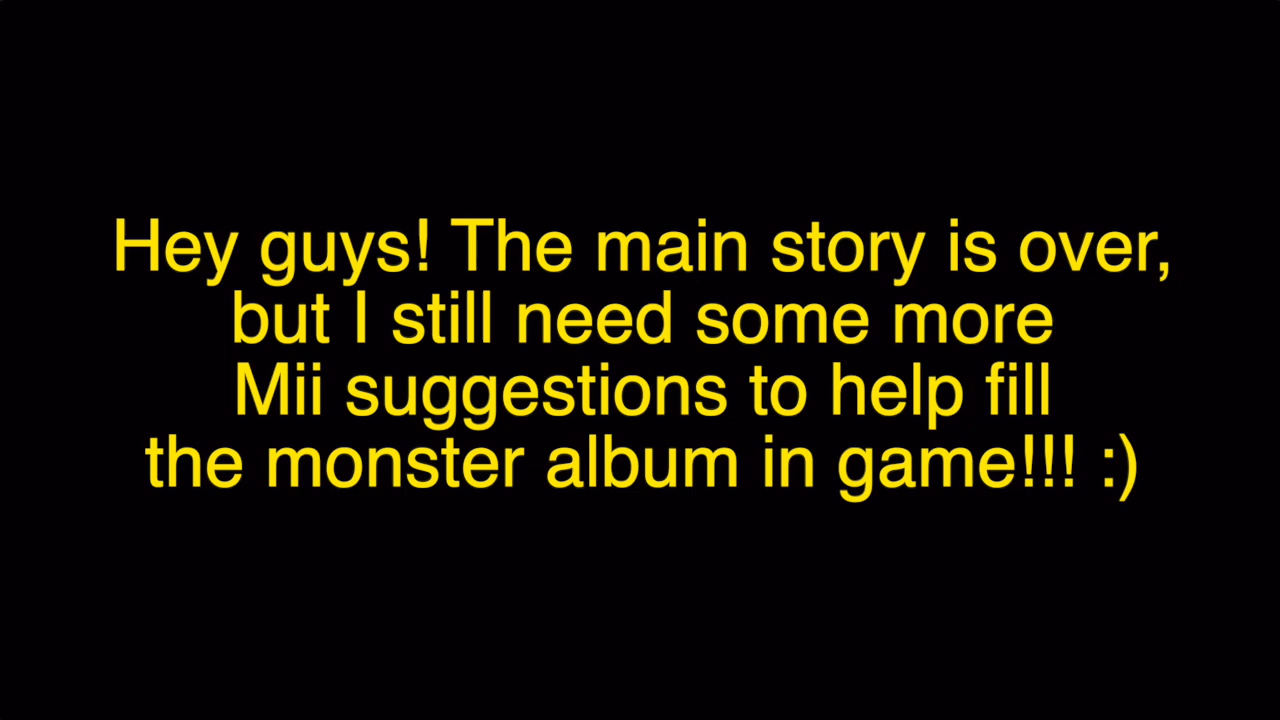 Hey guys! The main story is over,
but I still need some more
Mii suggestions to help fill
the monster album in game!!! :)